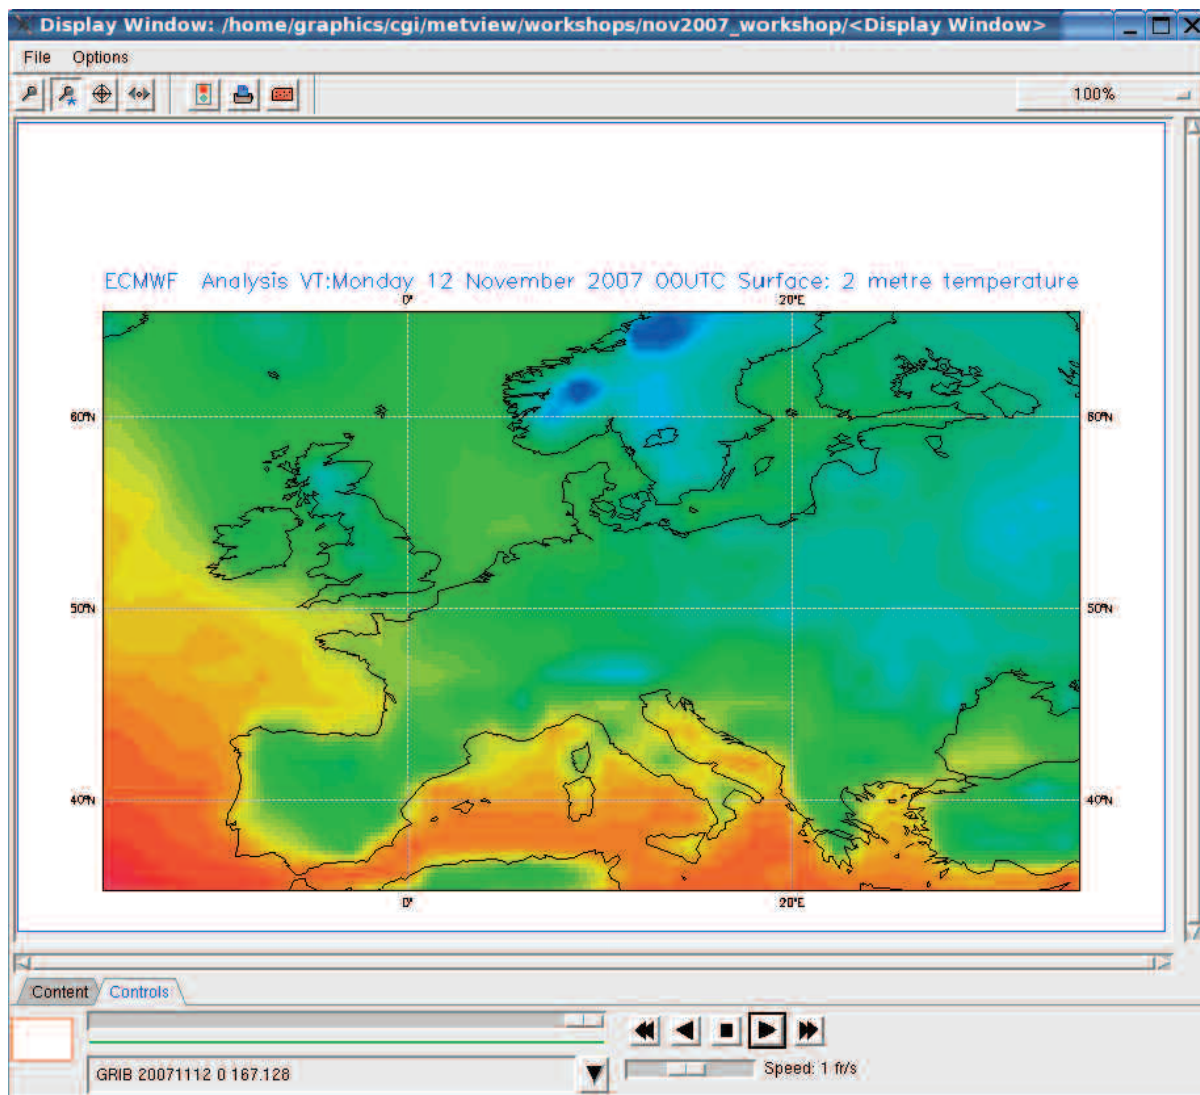 Display Window: /home/graphics/cgi/metview/workshops/nov2007_workshop/<Display Window>
File Options
100%
ECMWF Analysis VT:Monday 12 November 2007 00UTC Surface: 2 metre temperature
0° 20°E
60°N 60°N
50°N 50°N
40°N 40°N
0° 20°E
Content Controls
GRIB 20071112 0 167.128
Speed: 1 fr/s